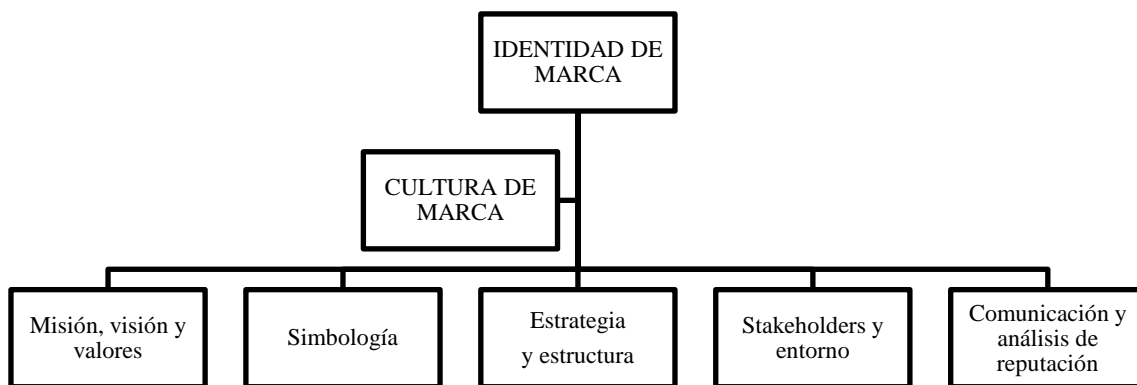 IDENTIDAD DE
MARCA
CULTURA DE
MARCA
Misión, visión y
valores
Simbología
Estrategia
y estructura
Stakeholders y
entorno
Comunicación y
análisis de
reputación